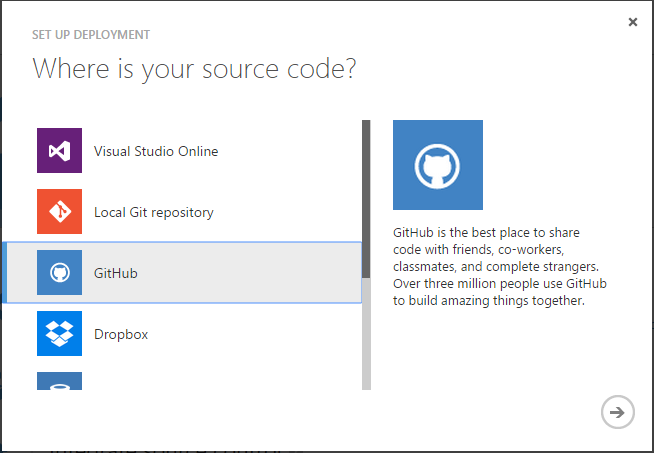 SET UP DEPLOYMENT
Where is your source code?
Visual Studio Online
Local Git repository
GitHub
Dropbox
GitHub is the best place to share
code with friends, co-workers,
classmates, and complete strangers.
Over three million people use GitHub
to build amazing things together.